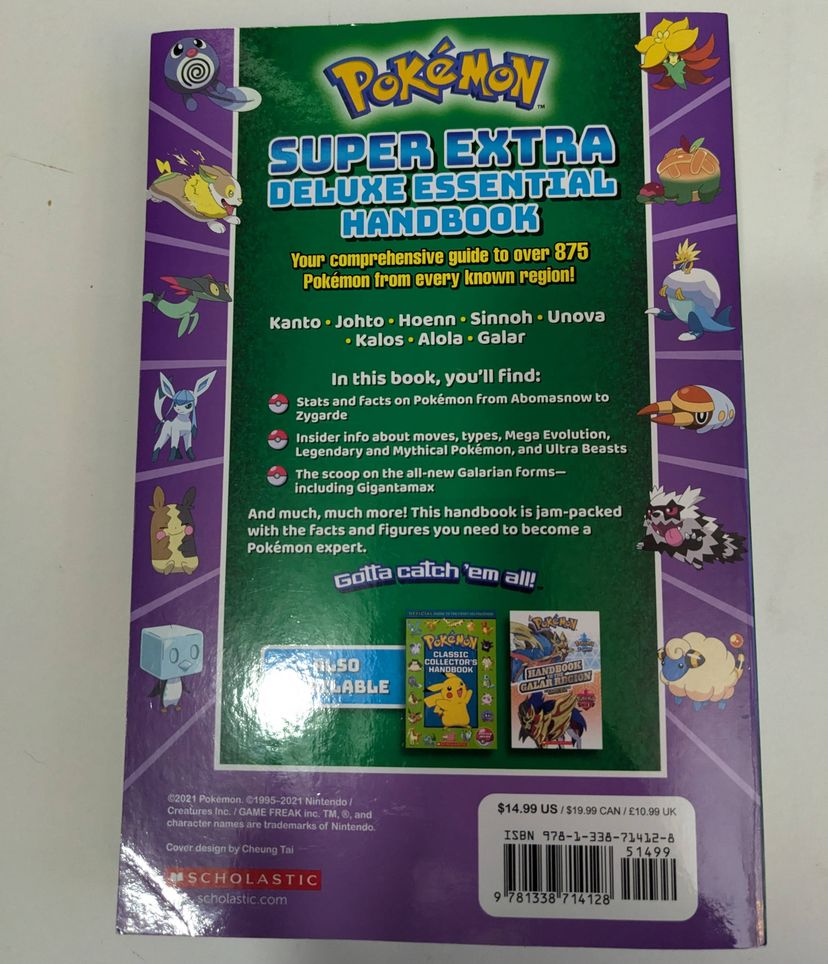 POKéMON™
SUPER EXTRA
DELUXE ESSENTIAL
HANDBOOK
Your comprehensive guide to over 875
Pokémon from every known region!
Kanto • Johto • Hoenn • Sinnoh • Unova
• Kalos • Alola • Galar
In this book, you'll find:
Stats and facts on Pokémon from Abomasnow to
Zygarde
Insider info about moves, types, Mega Evolution,
Legendary and Mythical Pokémon, and Ultra Beasts
The scoop on the all-new Galarian forms—
including Gigantamax
And much, much more! This handbook is jam-packed
with the facts and figures you need to become a
Pokémon expert.
Gotta catch 'em all!™
ALSO
AVAILABLE
POKéMON
CLASSIC
COLLECTOR'S
HANDBOOK
POKéMON
HANDBOOK
TO THE
GALAR REGION
©2021 Pokémon. ©1995–2021 Nintendo /
Creatures Inc. / GAME FREAK inc. TM, ®, and
character names are trademarks of Nintendo.
Cover design by Cheung Tai
SCHOLASTIC
scholastic.com
$14.99 US / $19.99 CAN / £10.99 UK
ISBN 978-1-338-71412-8
51499
9 781338 714128